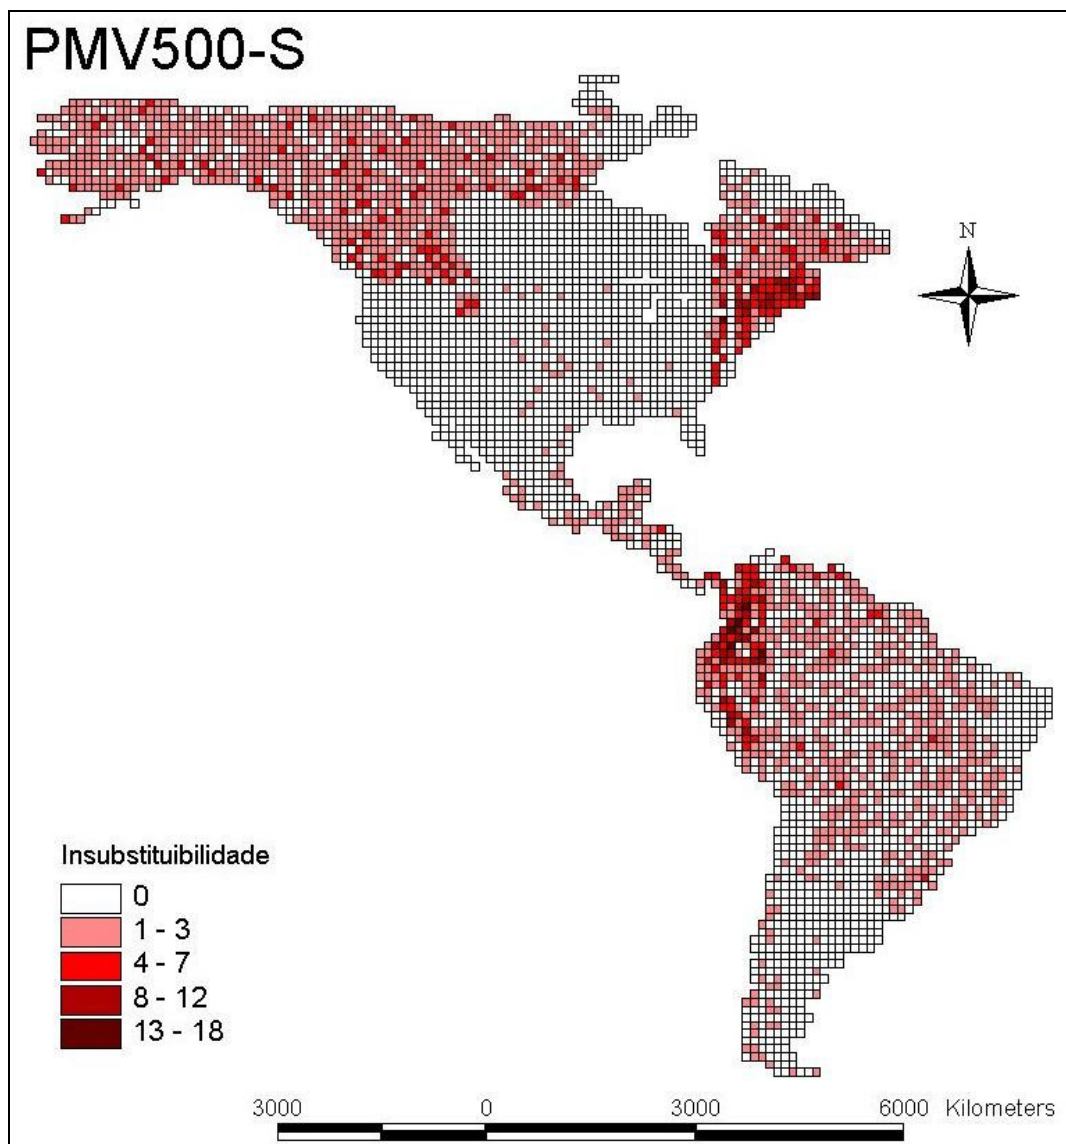 PMV500-S
N
Insubstituibilidade
0
1 - 3
4 - 7
8 - 12
13 - 18
3000 0 3000 6000 Kilometers